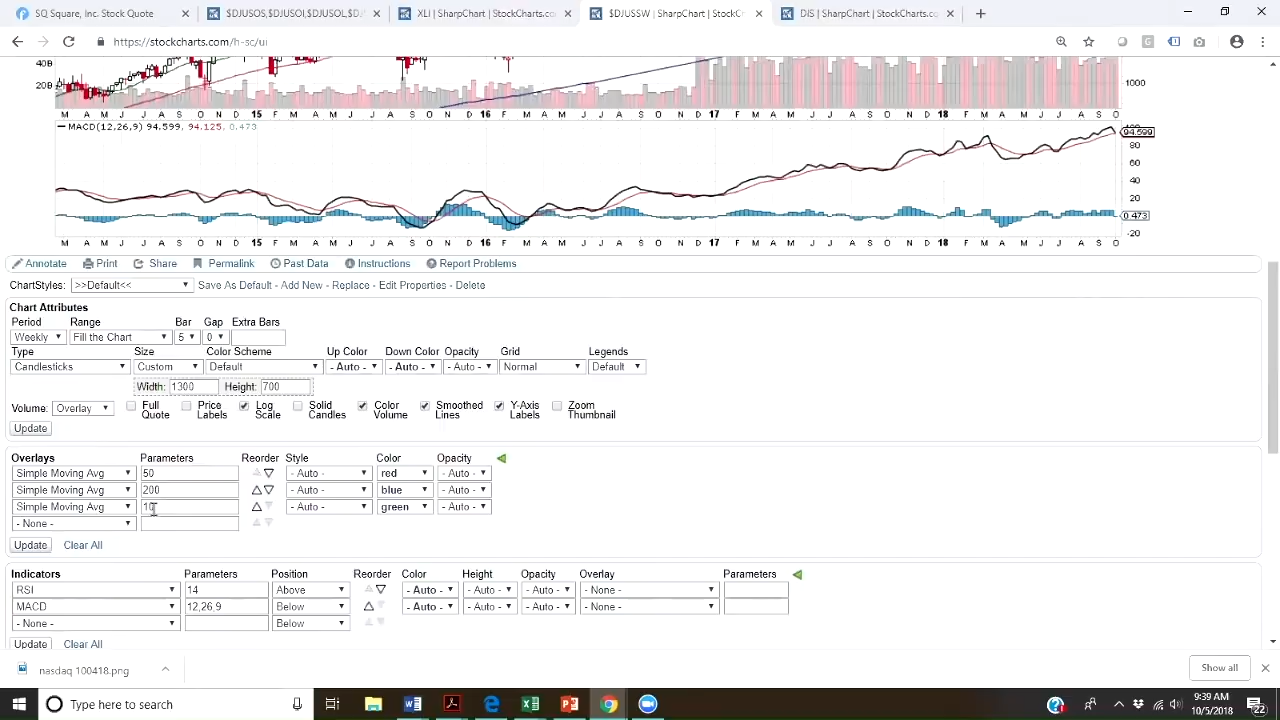 SQ Square, Inc. Stock Quote
$DJUSOS,$DJUSOI,$DJUSOL,$DJ
XLI | SharpChart | StockCharts.co
$DJUSSW | SharpChart | StockCh
DIS | SharpChart | StockCharts.co
https://stockcharts.com/h-sc/ui
40B
20B
1000
M A M J J A S O N D 15 F M A M J J A S O N D 16 F M A M J J A S O N D 17 F M A M J J A S O N D 18 F M A M J J A S O
MACD(12,26,9) 94.599, 94.125, 0.473
94.599
80
60
40
20
0.473
-20
M A M J J A S O N D 15 F M A M J J A S O N D 16 F M A M J J A S O N D 17 F M A M J J A S O N D 18 F M A M J J A S O
Annotate Print Share Permalink Past Data Instructions Report Problems
ChartStyles: >>Default<< Save As Default - Add New - Replace - Edit Properties - Delete
Chart Attributes
Period Range Bar Gap Extra Bars
Weekly Fill the Chart 5 0
Type Size Color Scheme Up Color Down Color Opacity Grid Legends
Candlesticks Custom Default - Auto - - Auto - - Auto - Normal Default
Width: 1300 Height: 700
Volume: Overlay Full Quote Price Labels Log Scale Solid Candles Color Volume Smoothed Lines Y-Axis Labels Zoom Thumbnail
Update
Overlays Parameters Reorder Style Color Opacity
Simple Moving Avg 50 - Auto - red - Auto -
Simple Moving Avg 200 - Auto - blue - Auto -
Simple Moving Avg 10 - Auto - green - Auto -
- None -
Update Clear All
Indicators Parameters Position Reorder Color Height Opacity Overlay Parameters
RSI 14 Above - Auto - - Auto - - Auto - - None -
MACD 12,26,9 Below - Auto - - Auto - - Auto - - None -
- None - Below
Update Clear All
nasdaq 100418.png
Show all
Type here to search
9:39 AM
10/5/2018
22